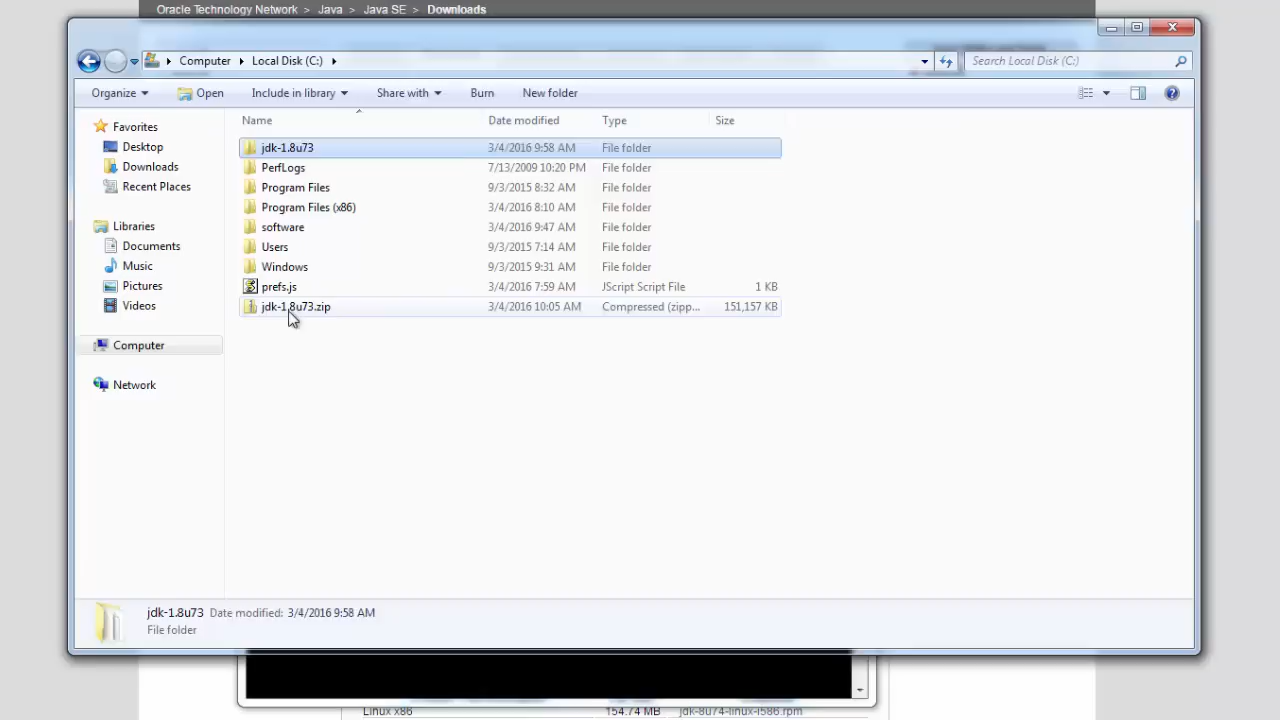 Oracle Technology Network > Java > Java SE > Downloads
Computer Local Disk (C:) Search Local Disk (C:)
Organize Open Include in library Share with Burn New folder
Name Date modified Type Size
Favorites
Desktop
Downloads
Recent Places
Libraries
Documents
Music
Pictures
Videos
Computer
Network
jdk-1.8u73 3/4/2016 9:58 AM File folder
PerfLogs 7/13/2009 10:20 PM File folder
Program Files 9/3/2015 8:32 AM File folder
Program Files (x86) 3/4/2016 8:10 AM File folder
software 3/4/2016 9:47 AM File folder
Users 9/3/2015 7:14 AM File folder
Windows 9/3/2015 9:31 AM File folder
prefs.js 3/4/2016 7:59 AM JScript Script File 1 KB
jdk-1.8u73.zip 3/4/2016 10:05 AM Compressed (zipp... 151,157 KB
jdk-1.8u73 Date modified: 3/4/2016 9:58 AM
File folder
Linux x86 154.74 MB jdk-8u74-linux-i586.rpm